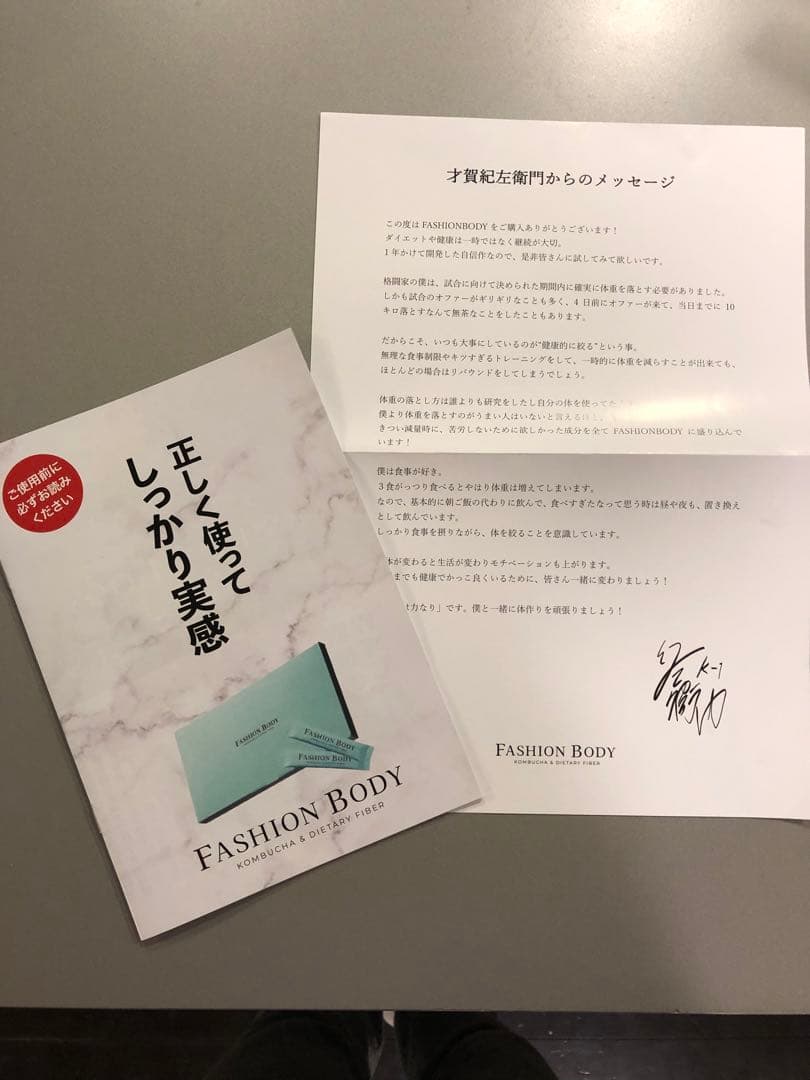 ご使用前に
必ずお読み
ください
正しく使って
しっかり実感
FASHION BODY
FASHION BODY
FASHION BODY
FASHION BODY
KOMBUCHA & DIETARY FIBER
才賀紀左衛門からのメッセージ
この度は FASHIONBODY をご購入ありがとうございます！
ダイエットや健康は一時ではなく継続が大切。
１年かけて開発した自信作なので、是非皆さんに試してみて欲しいです。
格闘家の僕は、試合に向けて決められた期間内に確実に体重を落とす必要がありました。
しかも試合のオファーがギリギリなことも多く、4 日前にオファーが来て、当日までに 10
キロ落とすなんて無茶なことをしたこともあります。
だからこそ、いつも大事にしているのが“健康的に絞る”という事。
無理な食事制限やキツすぎるトレーニングをして、一時的に体重を減らすことが出来ても、
ほとんどの場合はリバウンドをしてしまうでしょう。
体重の落とし方は誰よりも研究をしたし自分の体を使って
僕より体重を落とすのがうまい人はいないと言えるほど
きつい減量時に、苦労しないために欲しかった成分を全て FASHIONBODY に盛り込んで
います！
僕は食事が好き。
３食がっつり食べるとやはり体重は増えてしまいます。
なので、基本的に朝ご飯の代わりに飲んで、食べすぎたなって思う時は昼や夜も、置き換え
として飲んでいます。
しっかり食事を摂りながら、体を絞ることを意識しています。
体が変わると生活が変わりモチベーションも上がります。
までも健康でかっこ良くいるために、皆さん一緒に変わりましょう！
は力なり」です。僕と一緒に体作りを頑張りましょう！
K-1
FASHION BODY
KOMBUCHA & DIETARY FIBER